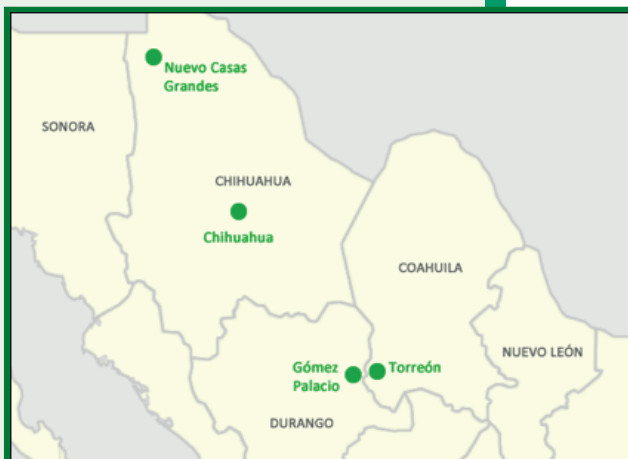 Nuevo Casas
Grandes
SONORA
CHIHUAHUA
Chihuahua
COAHUILA
NUEVO LEÓN
Gómez
Palacio
Torreón
DURANGO